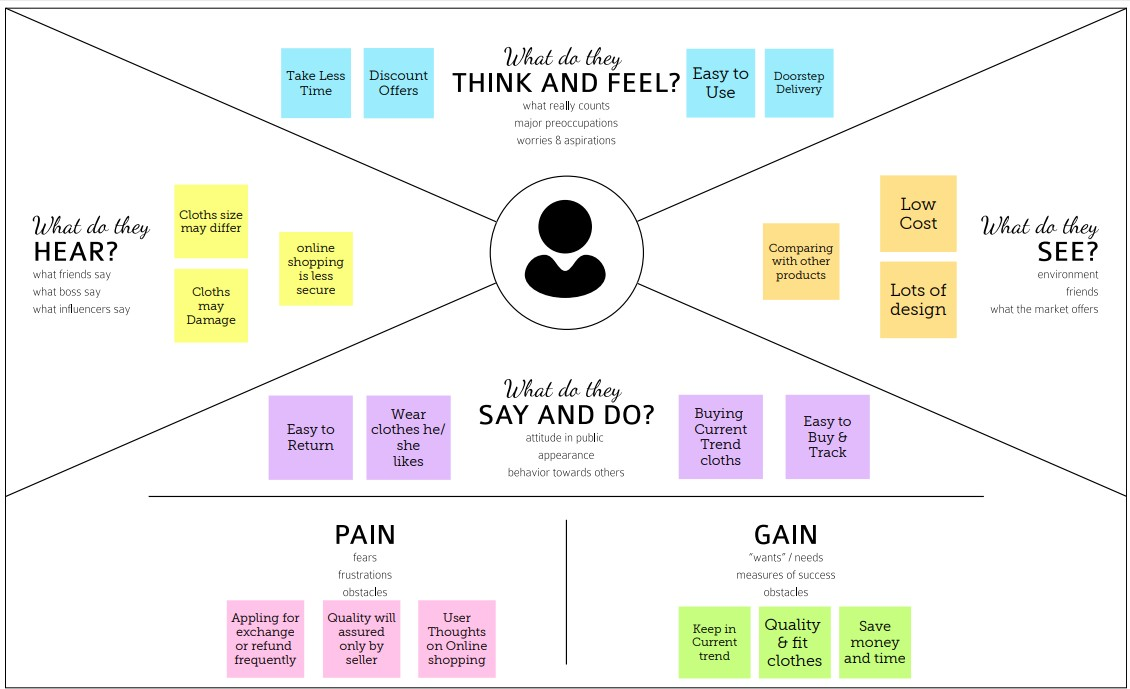 What do they
THINK AND FEEL?
what really counts
major preoccupations
worries & aspirations
Take Less
Time
Discount
Offers
Easy to
Use
Doorstep
Delivery
What do they
HEAR?
what friends say
what boss say
what influencers say
Cloths size
may differ
Cloths
may
Damage
online
shopping
is less
secure
Comparing
with other
products
Low
Cost
Lots of
design
What do they
SEE?
environment
friends
what the market offers
What do they
SAY AND DO?
attitude in public
appearance
behavior towards others
Easy to
Return
Wear
clothes he/
she
likes
Buying
Current
Trend
cloths
Easy to
Buy &
Track
PAIN
fears
frustrations
obstacles
Appling for
exchange
or refund
frequently
Quality will
assured
only by
seller
User
Thoughts
on Online
shopping
GAIN
“wants” / needs
measures of success
obstacles
Keep in
Current
trend
Quality
& fit
clothes
Save
money
and time